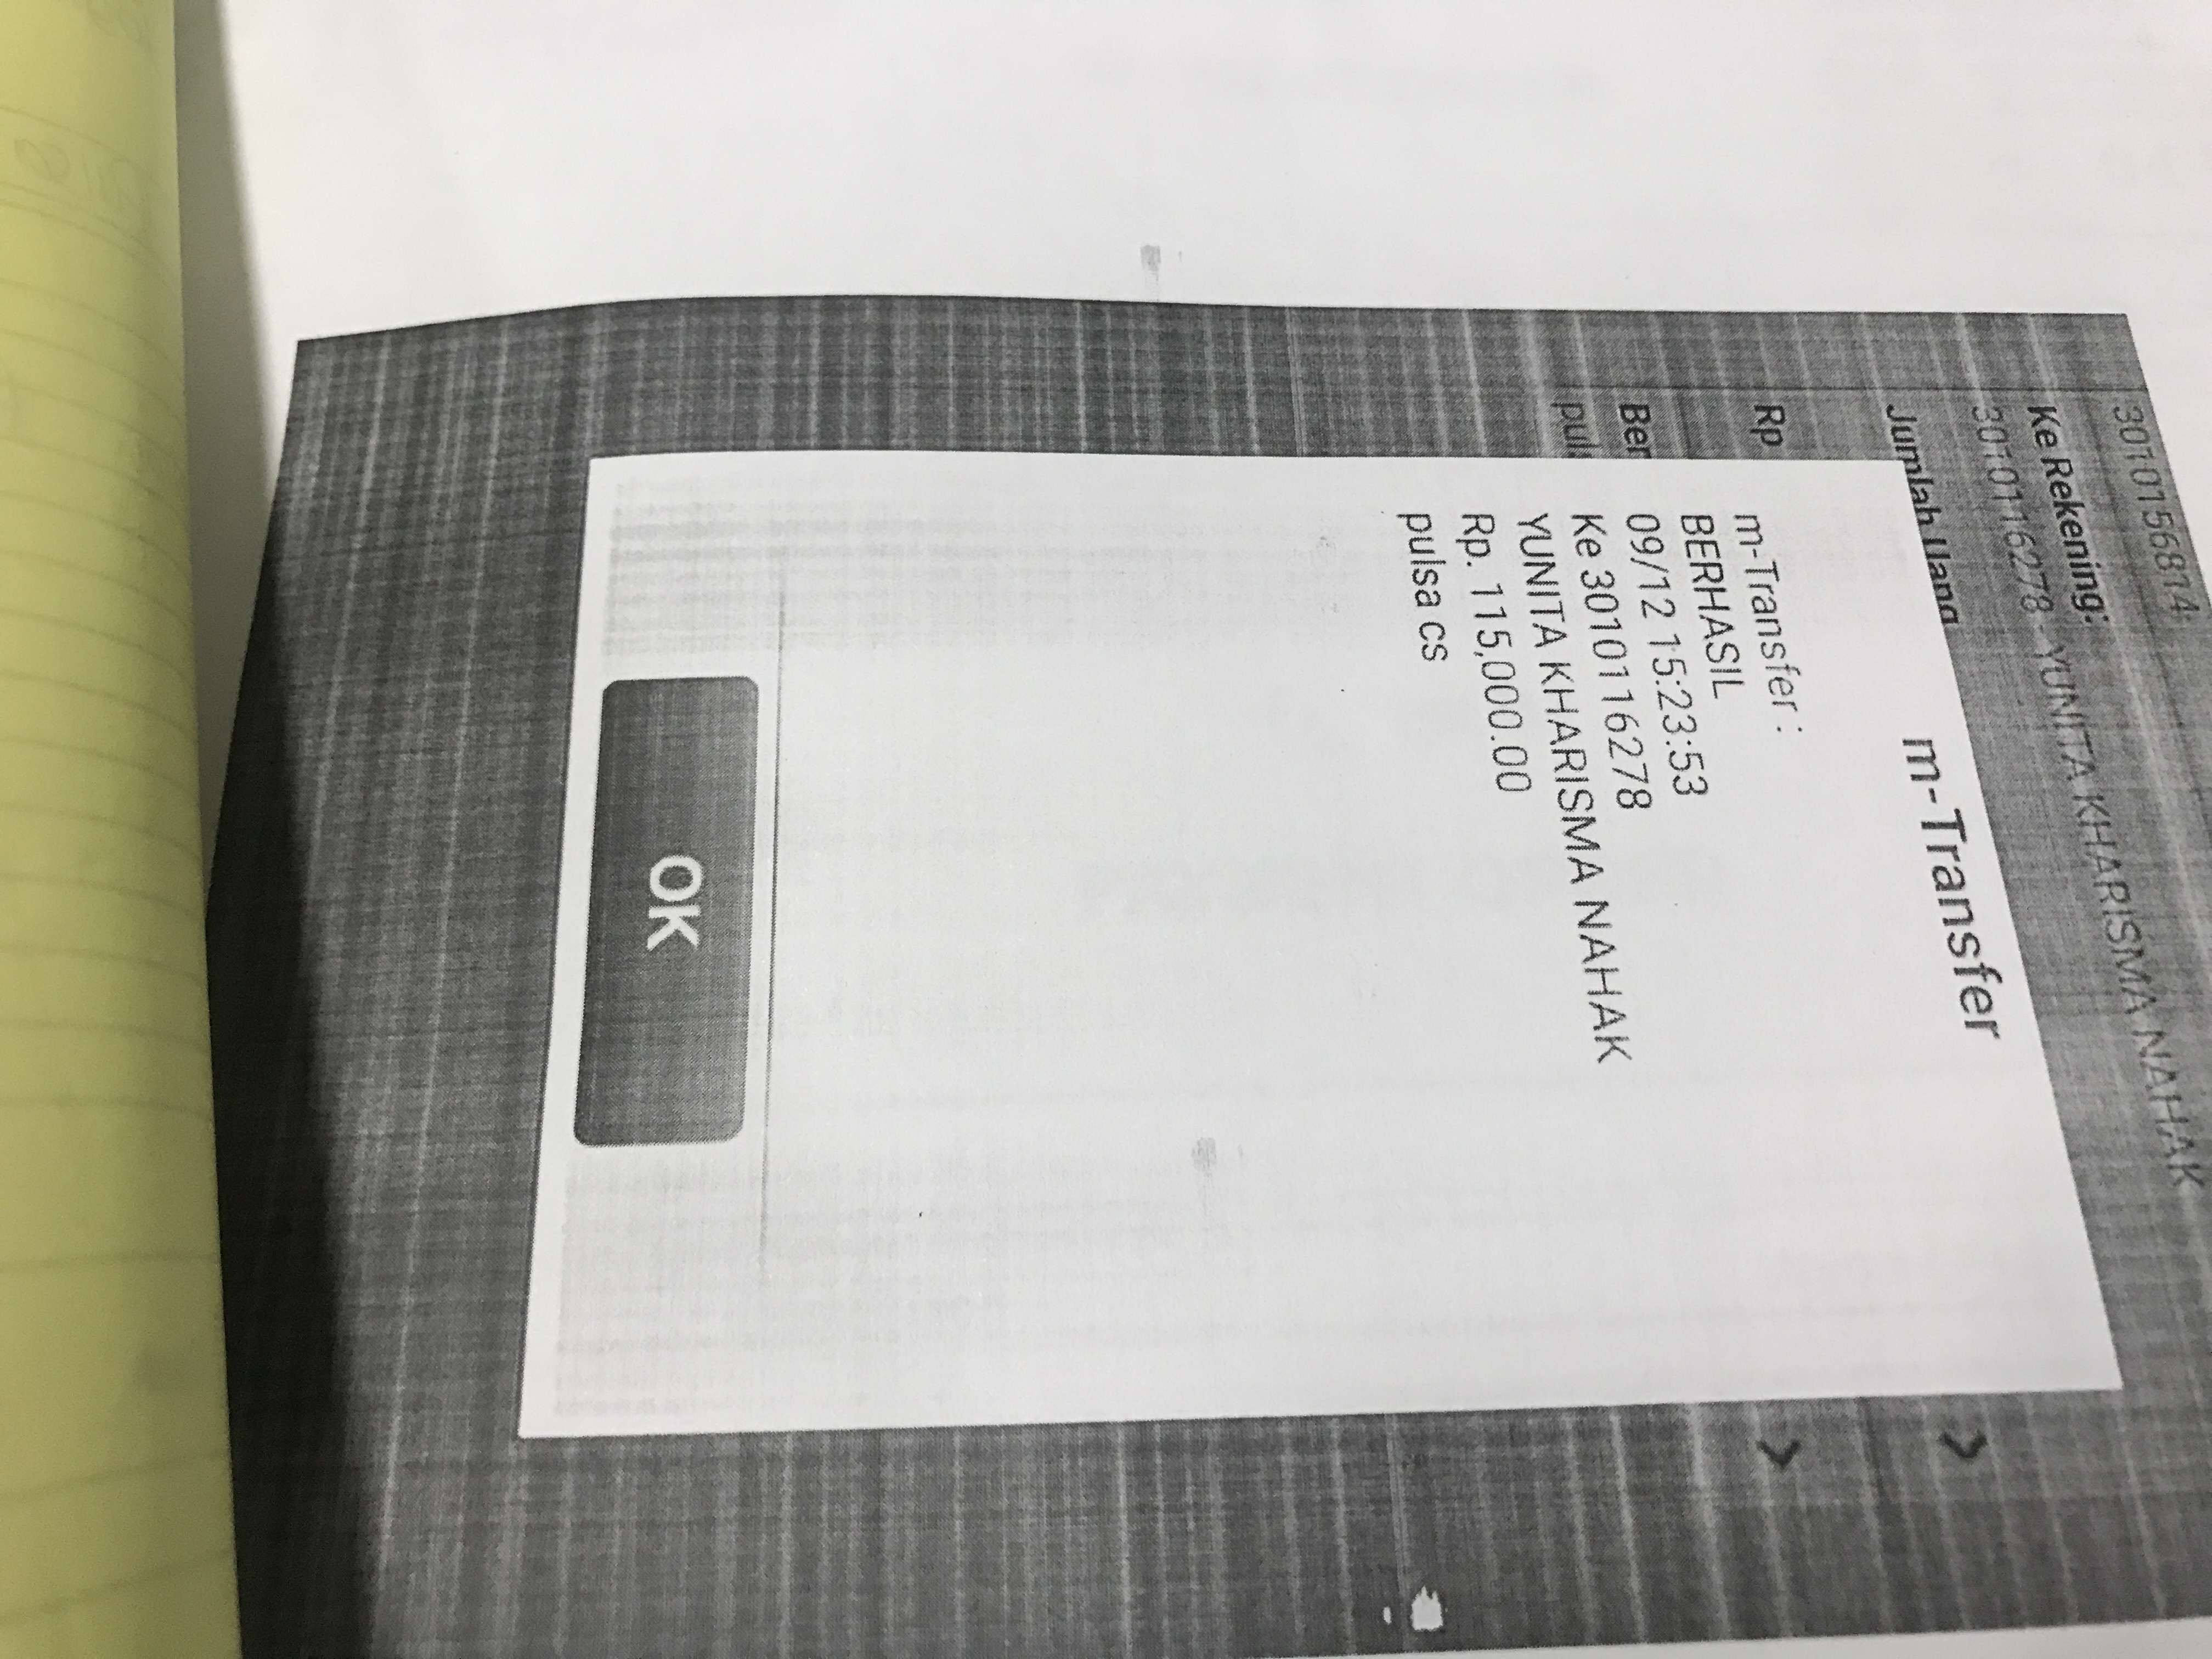 3010156814
Ke Rekening:
3010116278 - YUNITA KHARISMA NAHAK
Jumlah Uang
Rp
Ber
puls
m-Transfer
m-Transfer :
BERHASIL
09/12 15:23:53
Ke 3010116278
YUNITA KHARISMA NAHAK
Rp. 115,000.00
pulsa cs
OK